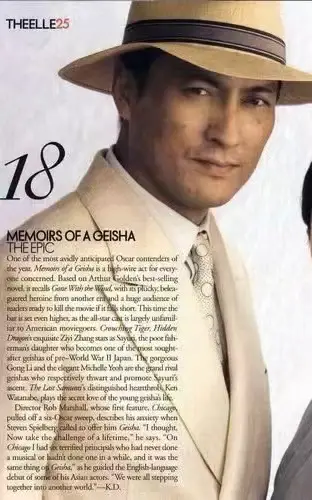 THEELLE25
18
MEMOIRS OF A GEISHA
THE EPIC
One of the most avidly anticipated Oscar contenders of
the year, Memoirs of a Geisha is a high-wire act for every-
one concerned. Based on Arthur Golden's best-selling
novel, it recalls Gone With the Wind, with its plucky, belea-
guered heroine from another era and a huge audience of
readers ready to kill the movie if it falls short. This time the
bar is set even higher, as the all-star cast is largely unfamil-
iar to American moviegoers. Crouching Tiger, Hidden
Dragon's exquisite Ziyi Zhang stars as Sayuri, the poor fish-
erman's daughter who becomes one of the most sought-
after geishas of pre–World War II Japan. The gorgeous
Gong Li and the elegant Michelle Yeoh are the grand rival
geishas who respectively thwart and promote Sayuri's
ascent. The Last Samurai's distinguished heartthrob, Ken
Watanabe, plays the secret love of the young geisha's life.
Director Rob Marshall, whose first feature, Chicago,
pulled off a six-Oscar sweep, describes his anxiety when
Steven Spielberg called to offer him Geisha. "I thought,
Now take the challenge of a lifetime," he says. "On
Chicago I had six terrified principals who had never done
a musical or hadn't done one in a while, and it was the
same thing on Geisha," as he guided the English-language
debut of some of his Asian actors. "We were all stepping
together into another world."—K.D.